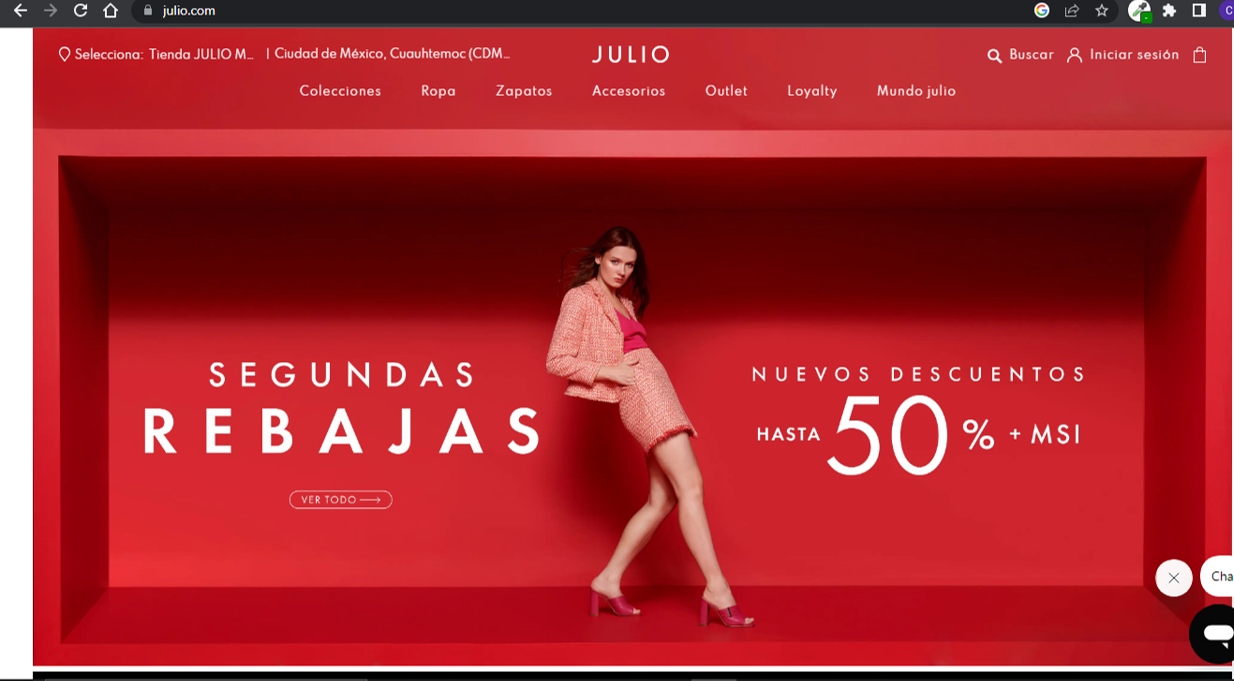 julio.com
C
Selecciona: Tienda JULIO M... | Ciudad de México, Cuauhtemoc (CDM...
JULIO
Buscar Iniciar sesión
Colecciones Ropa Zapatos Accesorios Outlet Loyalty Mundo julio
SEGUNDAS
REBAJAS
VER TODO
NUEVOS DESCUENTOS
HASTA 50% + MSI
Cha